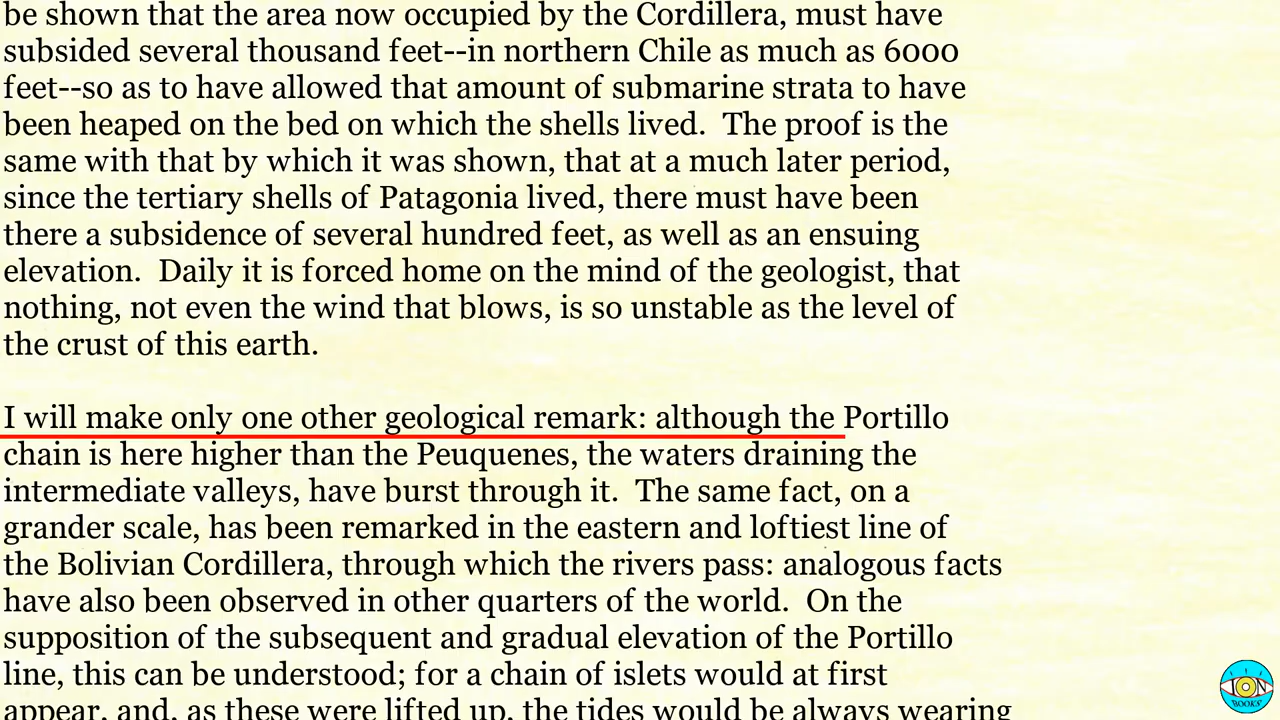 be shown that the area now occupied by the Cordillera, must have
subsided several thousand feet--in northern Chile as much as 6000
feet--so as to have allowed that amount of submarine strata to have
been heaped on the bed on which the shells lived.  The proof is the
same with that by which it was shown, that at a much later period,
since the tertiary shells of Patagonia lived, there must have been
there a subsidence of several hundred feet, as well as an ensuing
elevation.  Daily it is forced home on the mind of the geologist, that
nothing, not even the wind that blows, is so unstable as the level of
the crust of this earth.
I will make only one other geological remark: although the Portillo
chain is here higher than the Peuquenes, the waters draining the
intermediate valleys, have burst through it.  The same fact, on a
grander scale, has been remarked in the eastern and loftiest line of
the Bolivian Cordillera, through which the rivers pass: analogous facts
have also been observed in other quarters of the world.  On the
supposition of the subsequent and gradual elevation of the Portillo
line, this can be understood; for a chain of islets would at first
appear, and, as these were lifted up, the tides would be always wearing
ION
BOOKS